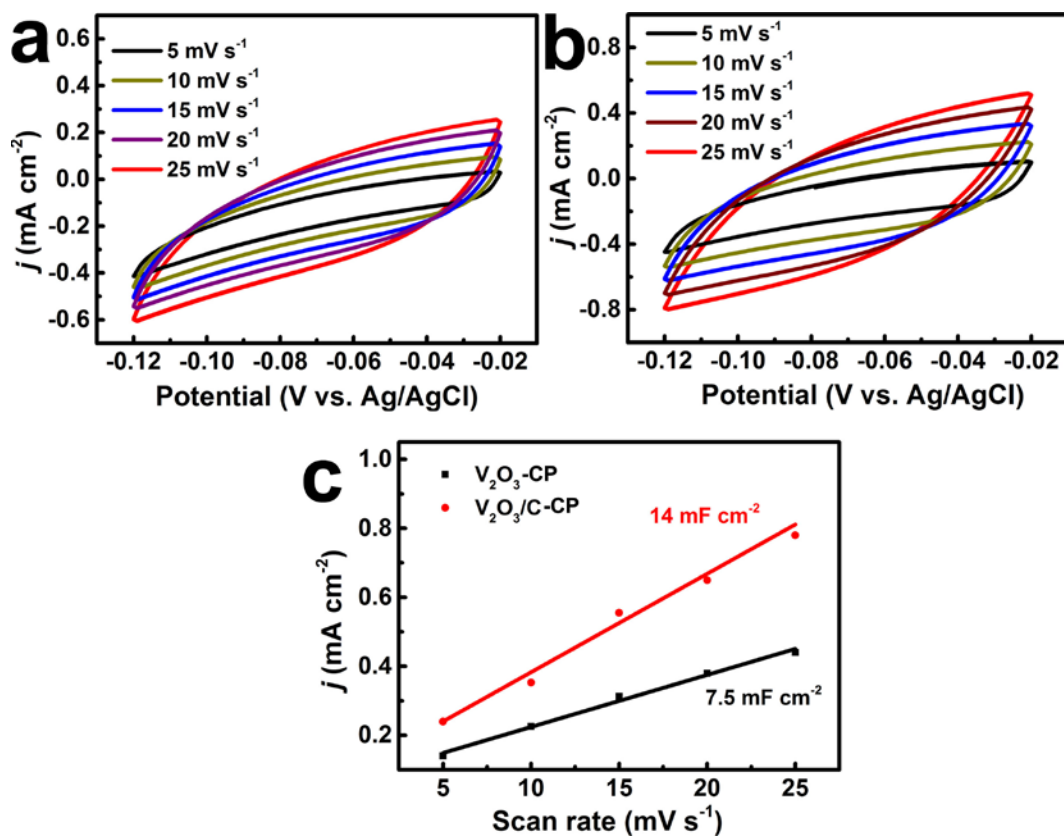 a
0.6
0.4
0.2
0.0
-0.2
-0.4
-0.6
j (mA cm⁻²)
5 mV s⁻¹
10 mV s⁻¹
15 mV s⁻¹
20 mV s⁻¹
25 mV s⁻¹
-0.12 -0.10 -0.08 -0.06 -0.04 -0.02
Potential (V vs. Ag/AgCl)
b
0.8
0.4
0.0
-0.4
-0.8
j (mA cm⁻²)
5 mV s⁻¹
10 mV s⁻¹
15 mV s⁻¹
20 mV s⁻¹
25 mV s⁻¹
-0.12 -0.10 -0.08 -0.06 -0.04 -0.02
Potential (V vs. Ag/AgCl)
c
1.0
0.8
0.6
0.4
0.2
j (mA cm⁻²)
V₂O₃-CP
V₂O₃/C-CP
14 mF cm⁻²
7.5 mF cm⁻²
5 10 15 20 25
Scan rate (mV s⁻¹)